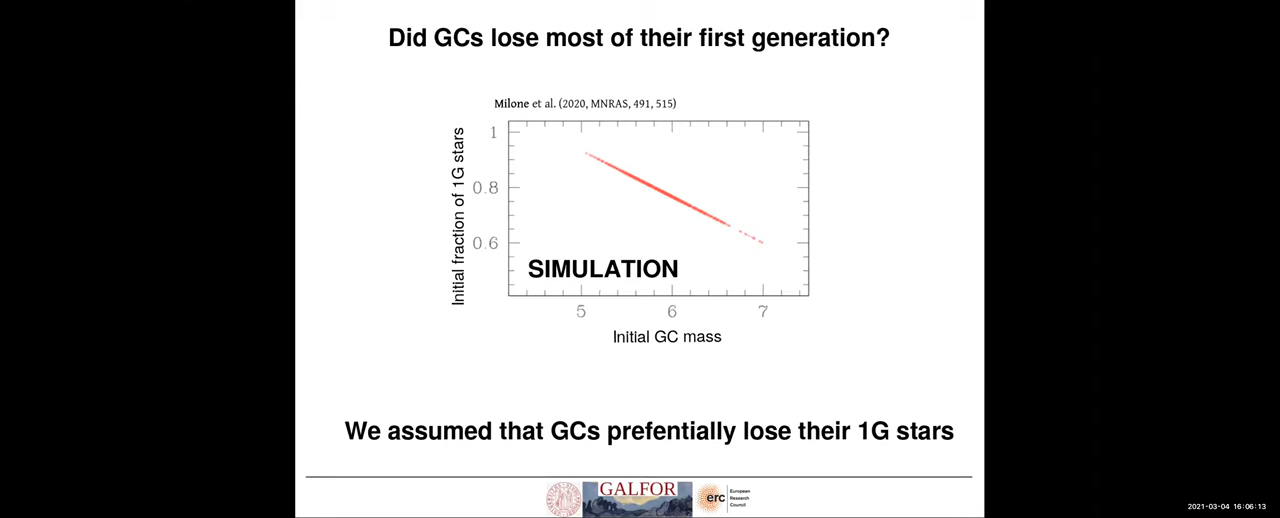 Did GCs lose most of their first generation?
Milone et al. (2020, MNRAS, 491, 515)
Initial fraction of 1G stars
1
0.8
0.6
SIMULATION
5 6 7
Initial GC mass
We assumed that GCs prefentially lose their 1G stars
GALFOR
erc
European
Research
Council
2021-03-04 16:06:13